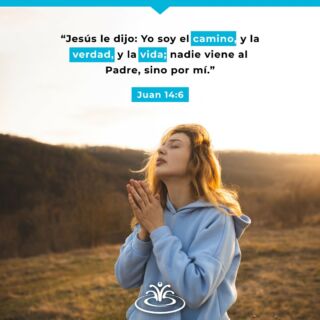 “Jesús le dijo: Yo soy el camino, y la
verdad, y la vida; nadie viene al
Padre, sino por mí.”
Juan 14:6